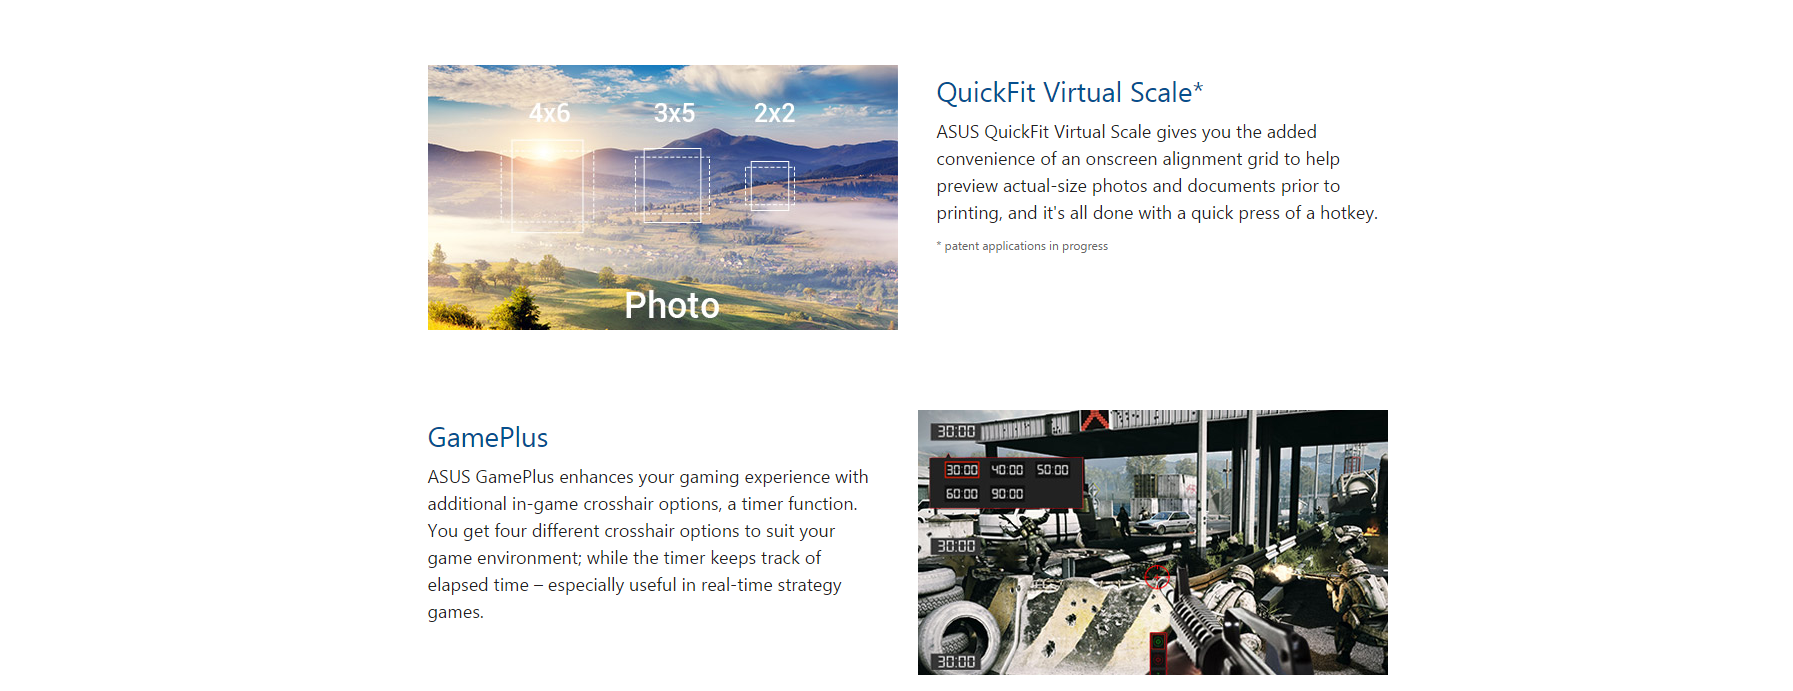 4x6 3x5 2x2
Photo
QuickFit Virtual Scale*
ASUS QuickFit Virtual Scale gives you the added
convenience of an onscreen alignment grid to help
preview actual-size photos and documents prior to
printing, and it's all done with a quick press of a hotkey.
* patent applications in progress
GamePlus
ASUS GamePlus enhances your gaming experience with
additional in-game crosshair options, a timer function.
You get four different crosshair options to suit your
game environment; while the timer keeps track of
elapsed time – especially useful in real-time strategy
games.
30:00
30:00 40:00 50:00
60:00 90:00
30:00
30:00